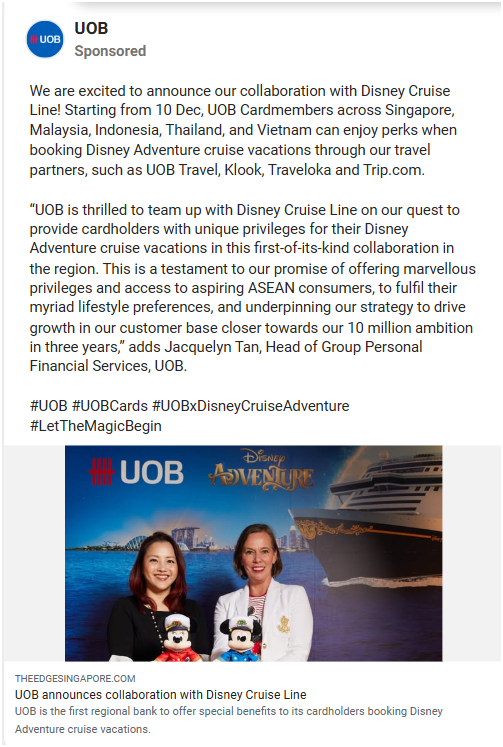 UOB
UOB
Sponsored
We are excited to announce our collaboration with Disney Cruise
Line! Starting from 10 Dec, UOB Cardmembers across Singapore,
Malaysia, Indonesia, Thailand, and Vietnam can enjoy perks when
booking Disney Adventure cruise vacations through our travel
partners, such as UOB Travel, Klook, Traveloka and Trip.com.
“UOB is thrilled to team up with Disney Cruise Line on our quest to
provide cardholders with unique privileges for their Disney
Adventure cruise vacations in this first-of-its-kind collaboration in
the region. This is a testament to our promise of offering marvellous
privileges and access to aspiring ASEAN consumers, to fulfil their
myriad lifestyle preferences, and underpinning our strategy to drive
growth in our customer base closer towards our 10 million ambition
in three years,” adds Jacquelyn Tan, Head of Group Personal
Financial Services, UOB.
#UOB #UOBCards #UOBxDisneyCruiseAdventure
#LetTheMagicBegin
UOB
Disney
ADVENTURE
THEEDGESINGAPORE.COM
UOB announces collaboration with Disney Cruise Line
UOB is the first regional bank to offer special benefits to its cardholders booking Disney
Adventure cruise vacations.